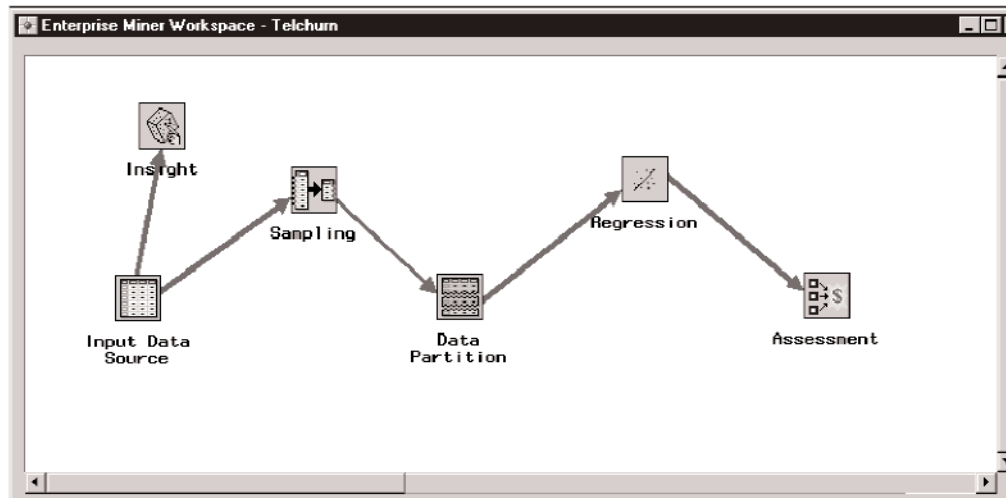 Enterprise Miner Workspace - Telchurn
Insight
Sampling
Regression
Input Data
Source
Data
Partition
Assessment